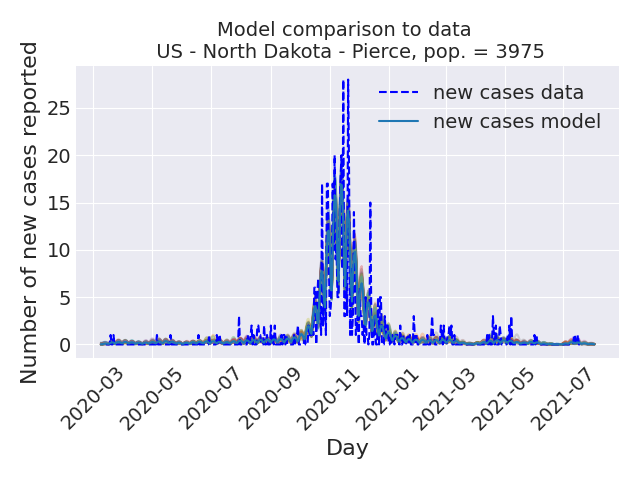 Model comparison to data
US - North Dakota - Pierce, pop. = 3975
Number of new cases reported
25
20
15
10
5
0
new cases data
new cases model
2020-03
2020-05
2020-07
2020-09
2020-11
2021-01
2021-03
2021-05
2021-07
Day